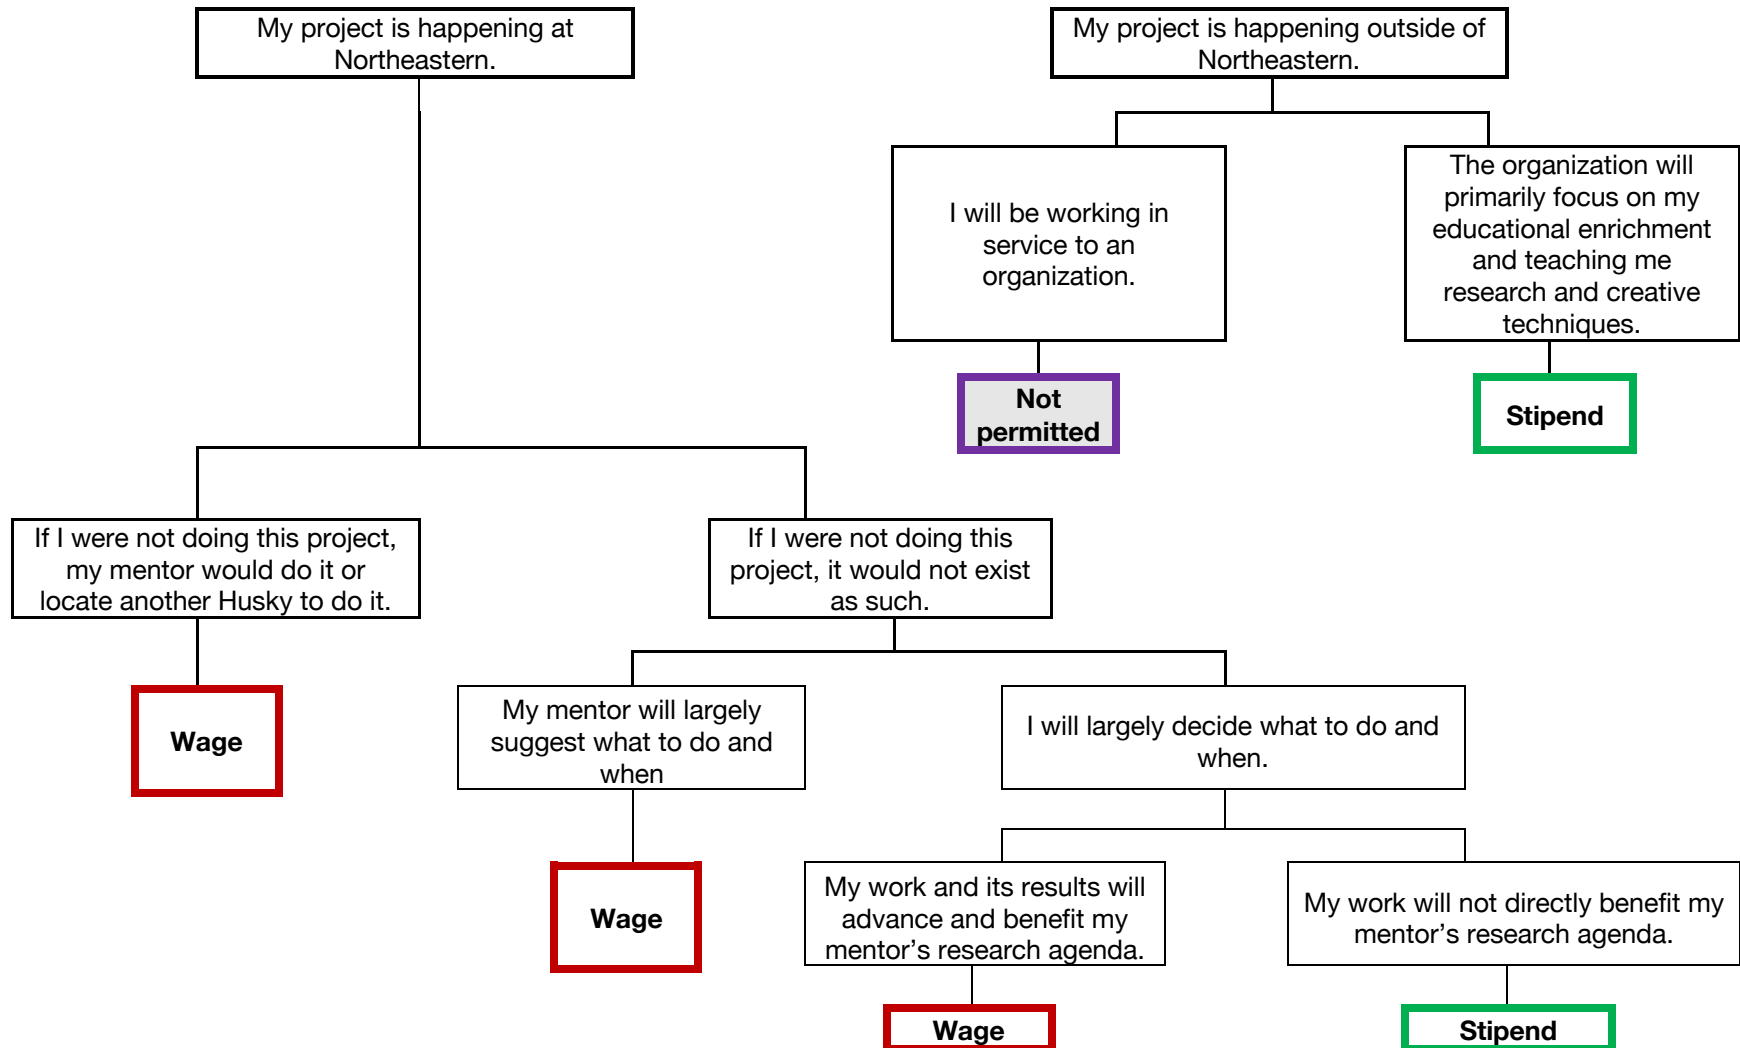 My project is happening at
Northeastern.
My project is happening outside of
Northeastern.
I will be working in
service to an
organization.
The organization will
primarily focus on my
educational enrichment
and teaching me
research and creative
techniques.
Not
permitted
Stipend
If I were not doing this project,
my mentor would do it or
locate another Husky to do it.
If I were not doing this
project, it would not exist
as such.
Wage
My mentor will largely
suggest what to do and
when
I will largely decide what to do and
when.
Wage
My work and its results will
advance and benefit my
mentor’s research agenda.
My work will not directly benefit my
mentor’s research agenda.
Wage
Stipend